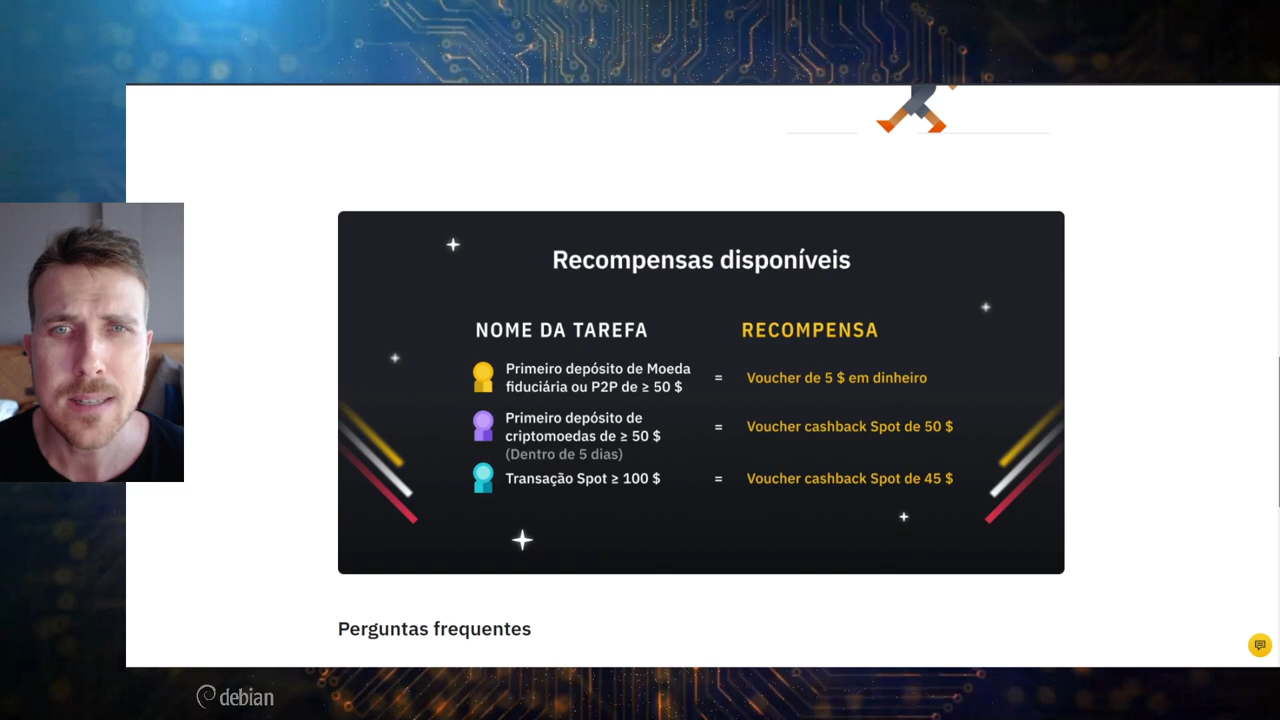 Recompensas disponíveis
NOME DA TAREFA
RECOMPENSA
Primeiro depósito de Moeda
fiduciária ou P2P de ≥ 50 $
=
Voucher de 5 $ em dinheiro
Primeiro depósito de
criptomoedas de ≥ 50 $
(Dentro de 5 dias)
=
Voucher cashback Spot de 50 $
Transação Spot ≥ 100 $
=
Voucher cashback Spot de 45 $
Perguntas frequentes
debian